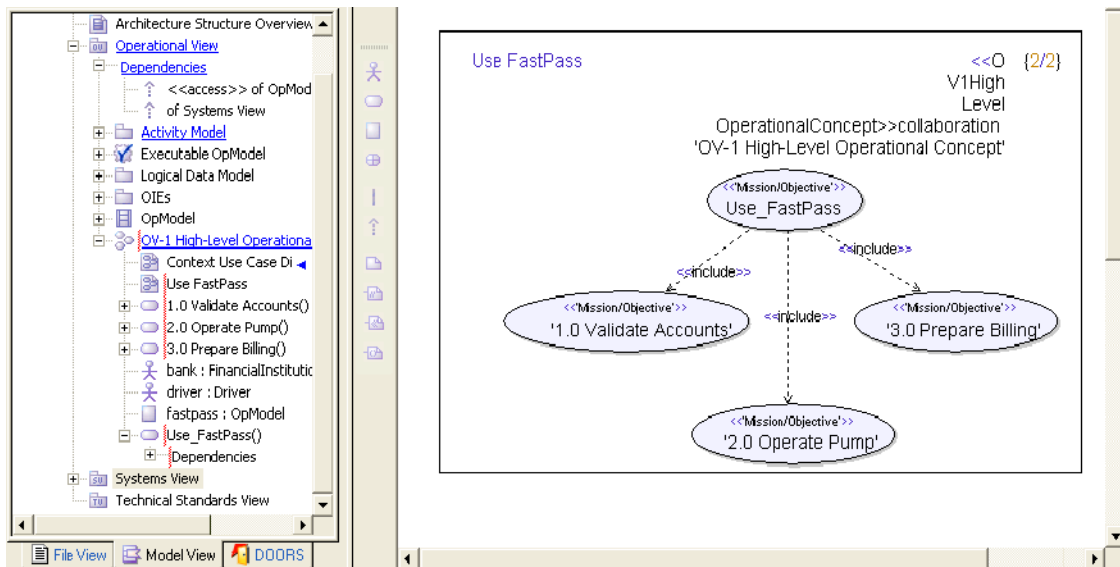 Architecture Structure Overview
Operational View
Dependencies
<<access>> of OpMod
of Systems View
Activity Model
Executable OpModel
Logical Data Model
OIEs
OpModel
OV-1 High-Level Operationa
Context Use Case Di
Use FastPass
1.0 Validate Accounts()
2.0 Operate Pump()
3.0 Prepare Billing()
bank : FinancialInstitutic
driver : Driver
fastpass : OpModel
Use_FastPass()
Dependencies
Systems View
Technical Standards View
File View
Model View
DOORS
Use FastPass
<<O {2/2}
V1High
Level
OperationalConcept>>collaboration
'OV-1 High-Level Operational Concept'
<<'Mission/Objective'>>
Use_FastPass
<<include>>
<<include>>
<<include>>
<<'Mission/Objective'>>
'1.0 Validate Accounts'
<<'Mission/Objective'>>
'3.0 Prepare Billing'
<<'Mission/Objective'>>
'2.0 Operate Pump'